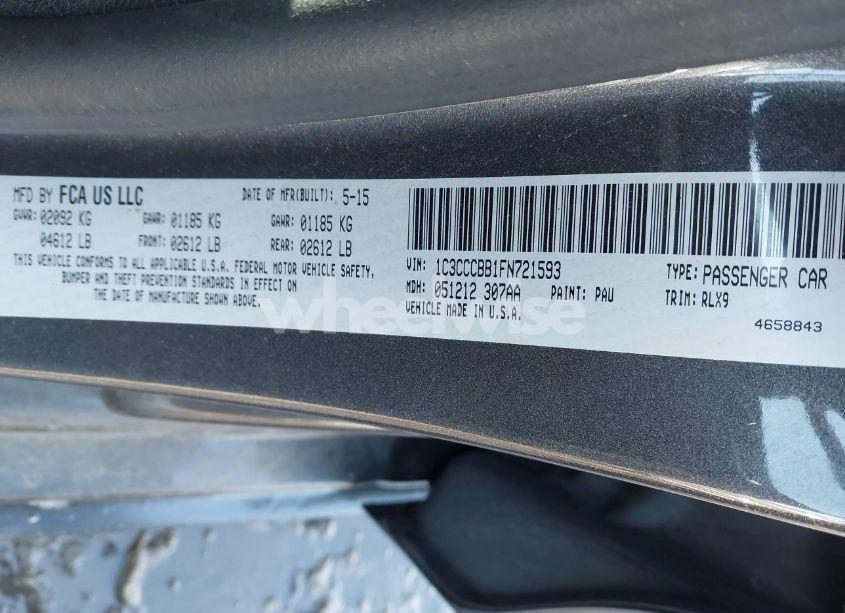 MFD BY FCA US LLC DATE OF MFR(BUILT): 5-15
GVWR: 02092 KG GAWR: 01185 KG GAWR: 01185 KG
04612 LB FRONT: 02612 LB REAR: 02612 LB
THIS VEHICLE CONFORMS TO ALL APPLICABLE U.S.A. FEDERAL MOTOR VEHICLE SAFETY,
BUMPER AND THEFT PREVENTION STANDARDS IN EFFECT ON
THE DATE OF MANUFACTURE SHOWN ABOVE.
VIN: 1C3CCCBB1FN721593 TYPE: PASSENGER CAR
MDH: 051212 307AA PAINT: PAU TRIM: RLX9
VEHICLE MADE IN U.S.A. 4658843
wheelwise